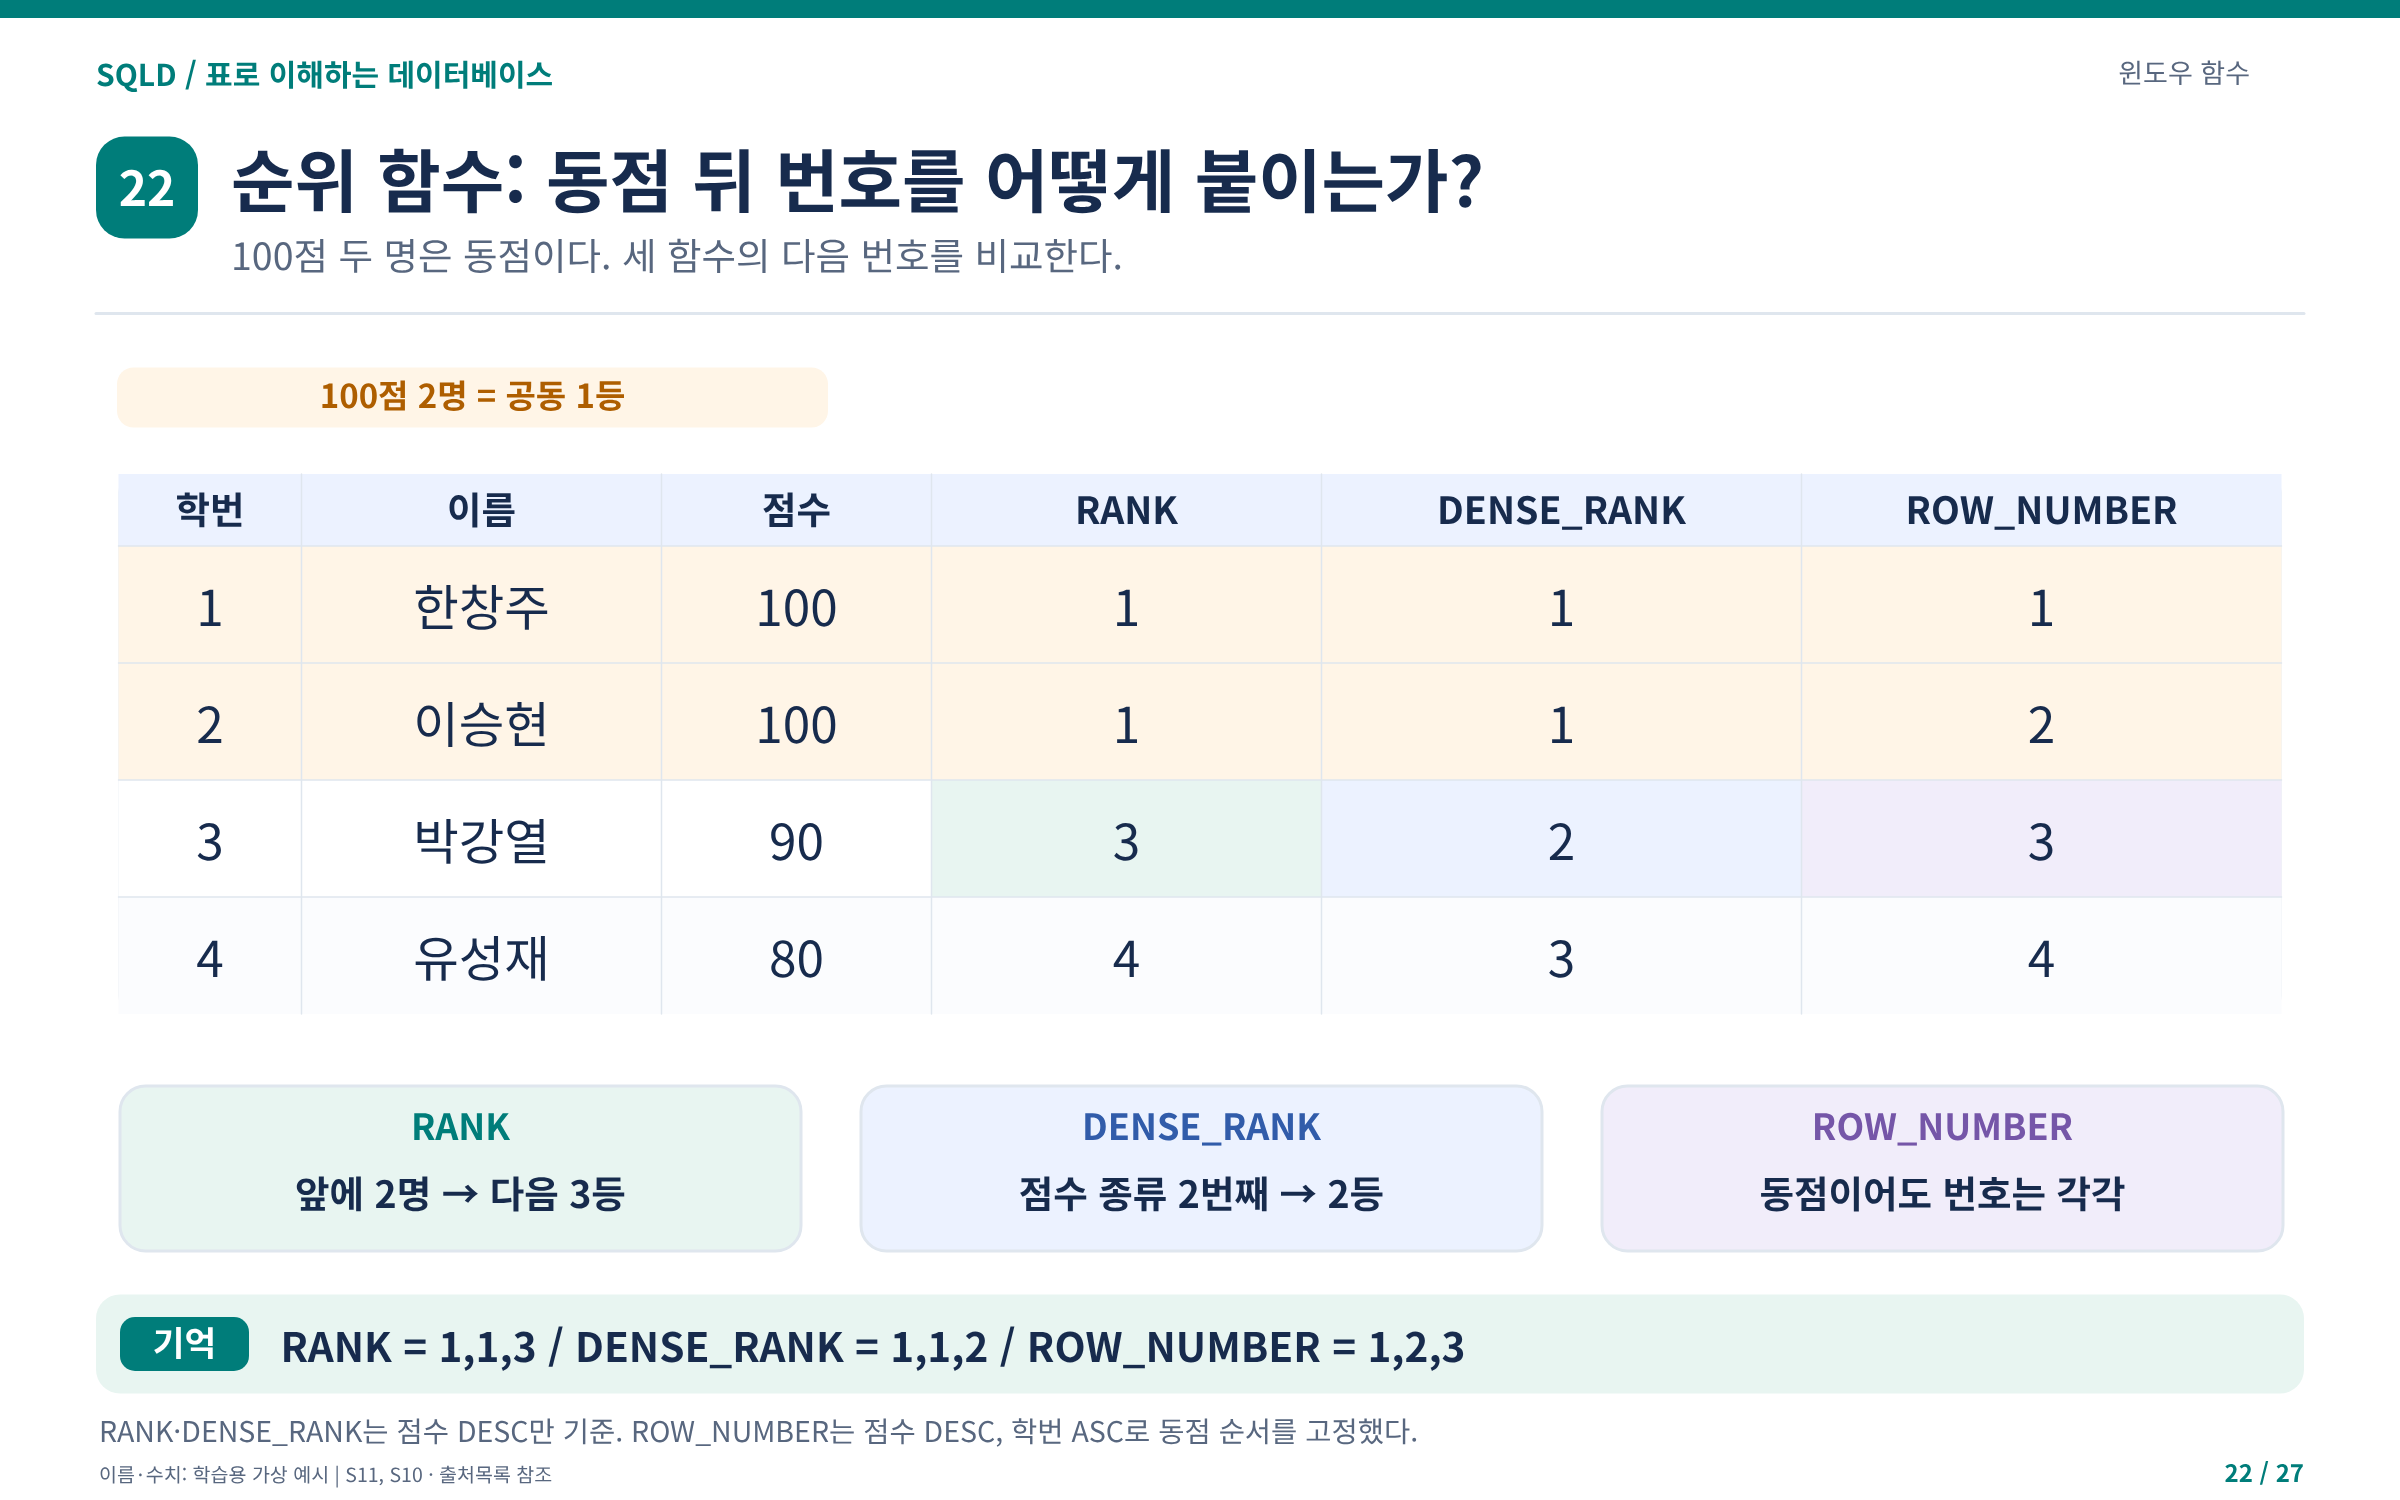 SQLD / 표로 이해하는 데이터베이스
윈도우 함수
22
순위 함수: 동점 뒤 번호를 어떻게 붙이는가?
100점 두 명은 동점이다. 세 함수의 다음 번호를 비교한다.
100점 2명 = 공동 1등
학번 이름 점수 RANK DENSE_RANK ROW_NUMBER
1 한창주 100 1 1 1
2 이승현 100 1 1 2
3 박강열 90 3 2 3
4 유성재 80 4 3 4
RANK
앞에 2명 → 다음 3등
DENSE_RANK
점수 종류 2번째 → 2등
ROW_NUMBER
동점이어도 번호는 각각
기억 RANK = 1,1,3 / DENSE_RANK = 1,1,2 / ROW_NUMBER = 1,2,3
RANK·DENSE_RANK는 점수 DESC만 기준. ROW_NUMBER는 점수 DESC, 학번 ASC로 동점 순서를 고정했다.
이름·수치: 학습용 가상 예시 | S11, S10 · 출처목록 참조
22 / 27